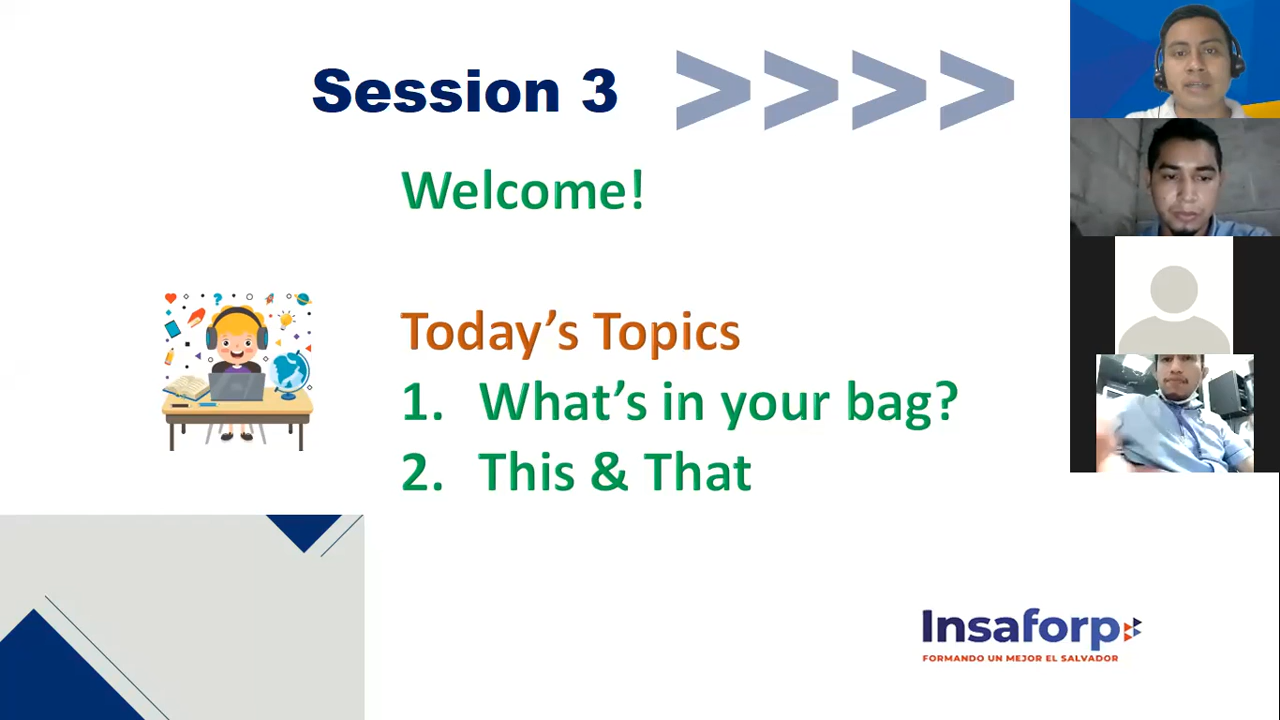 Session 3 >>>>
Welcome!
Today's Topics
1. What's in your bag?
2. This & That
Insaforp
FORMANDO UN MEJOR EL SALVADOR